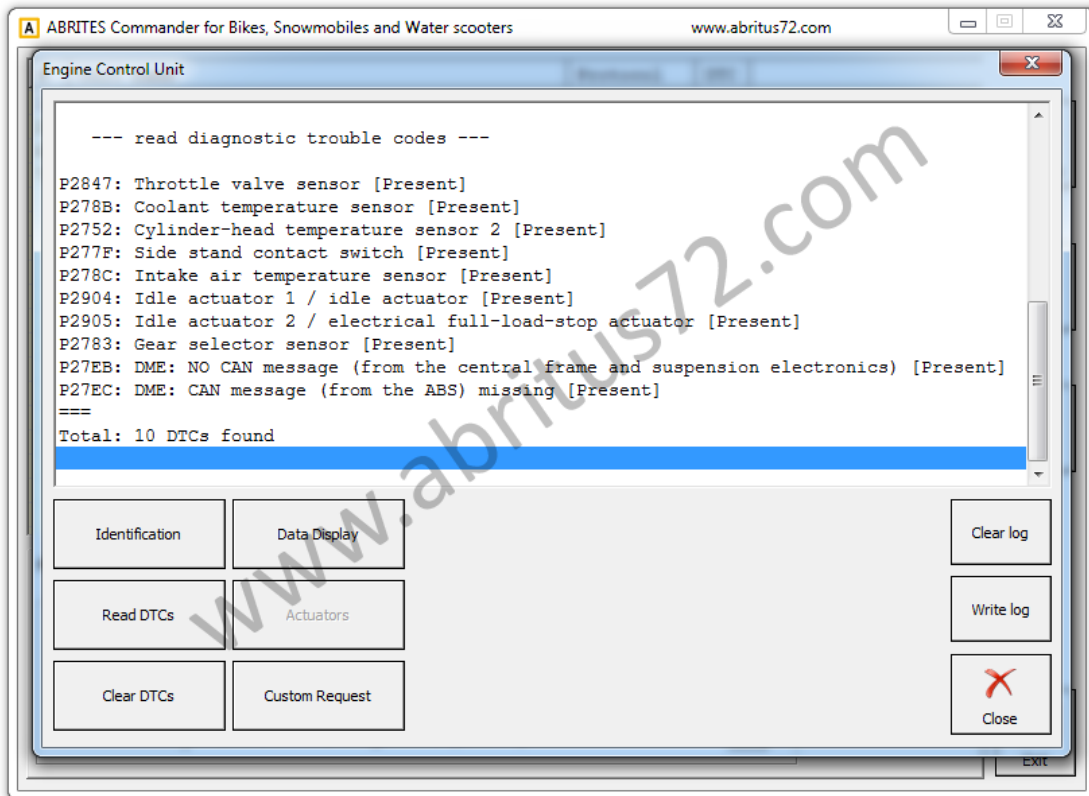 ABRITES Commander for Bikes, Snowmobiles and Water scooters www.abritus72.com
Engine Control Unit
--- read diagnostic trouble codes ---
P2847: Throttle valve sensor [Present]
P278B: Coolant temperature sensor [Present]
P2752: Cylinder-head temperature sensor 2 [Present]
P277F: Side stand contact switch [Present]
P278C: Intake air temperature sensor [Present]
P2904: Idle actuator 1 / idle actuator [Present]
P2905: Idle actuator 2 / electrical full-load-stop actuator [Present]
P2783: Gear selector sensor [Present]
P27EB: DME: NO CAN message (from the central frame and suspension electronics) [Present]
P27EC: DME: CAN message (from the ABS) missing [Present]
===
Total: 10 DTCs found
www.abritus72.com
Identification Data Display Clear log
Read DTCs Actuators Write log
Clear DTCs Custom Request Close
Exit